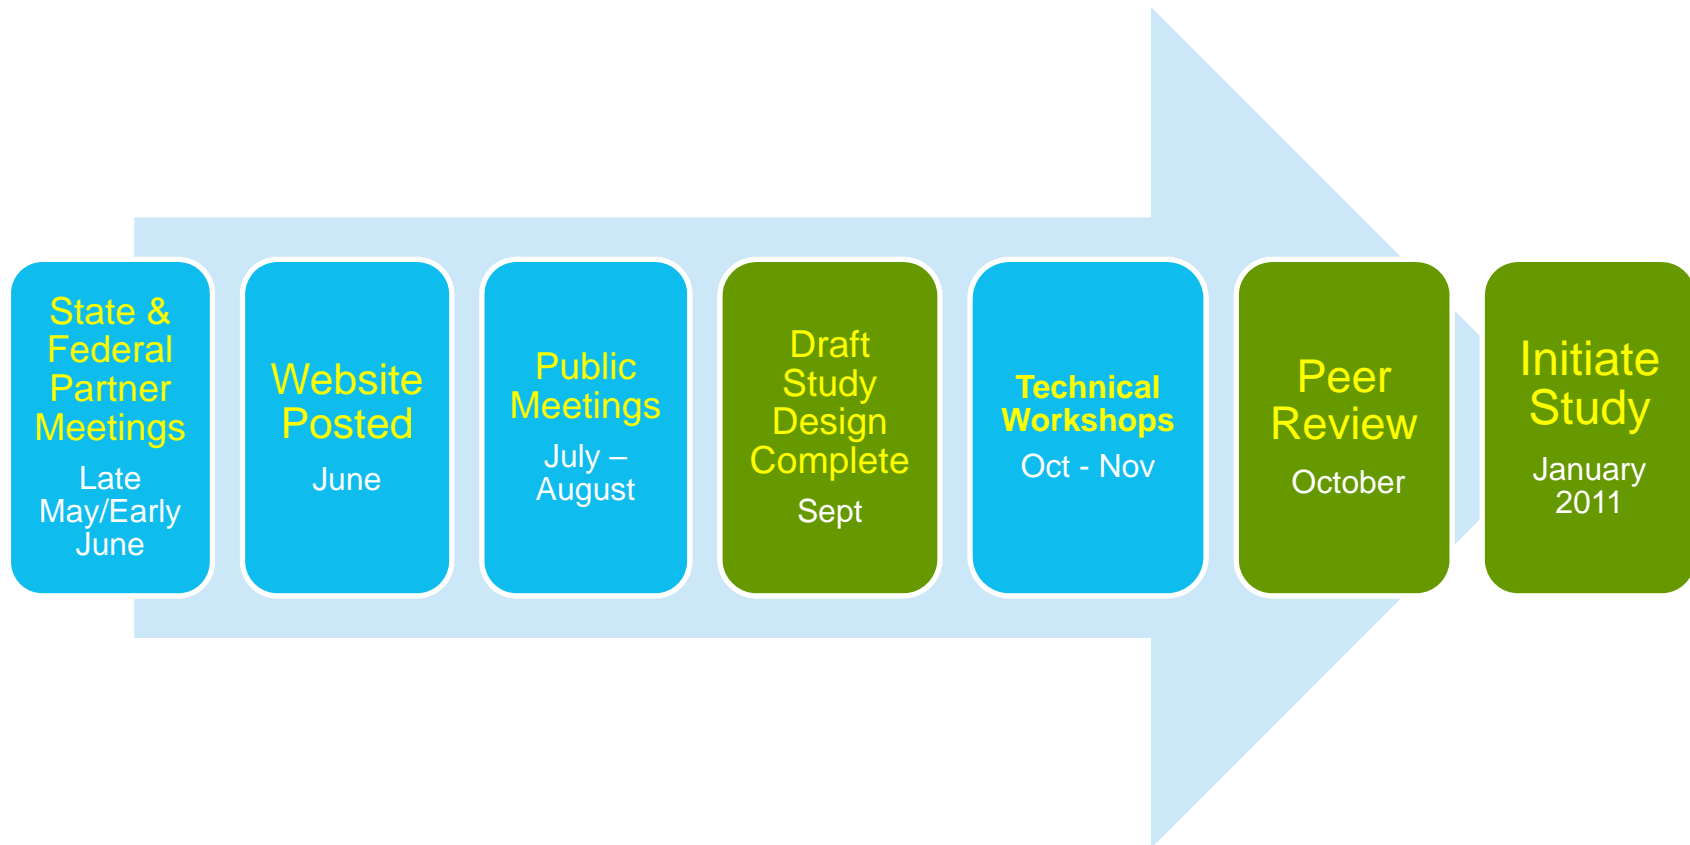 State &
Federal
Partner
Meetings
Late
May/Early
June
Website
Posted
June
Public
Meetings
July –
August
Draft
Study
Design
Complete
Sept
Technical
Workshops
Oct - Nov
Peer
Review
October
Initiate
Study
January
2011